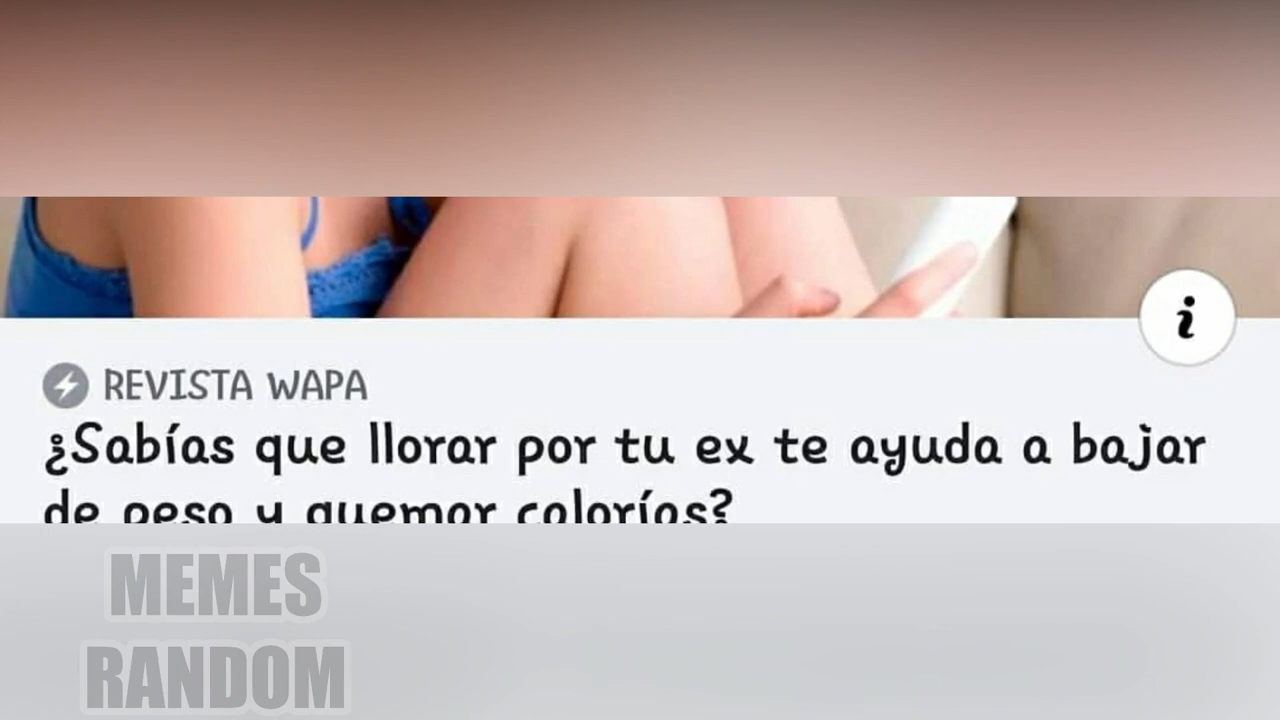 REVISTA WAPA
¿Sabías que llorar por tu ex te ayuda a bajar
de peso y quemar calorías?
MEMES
RANDOM